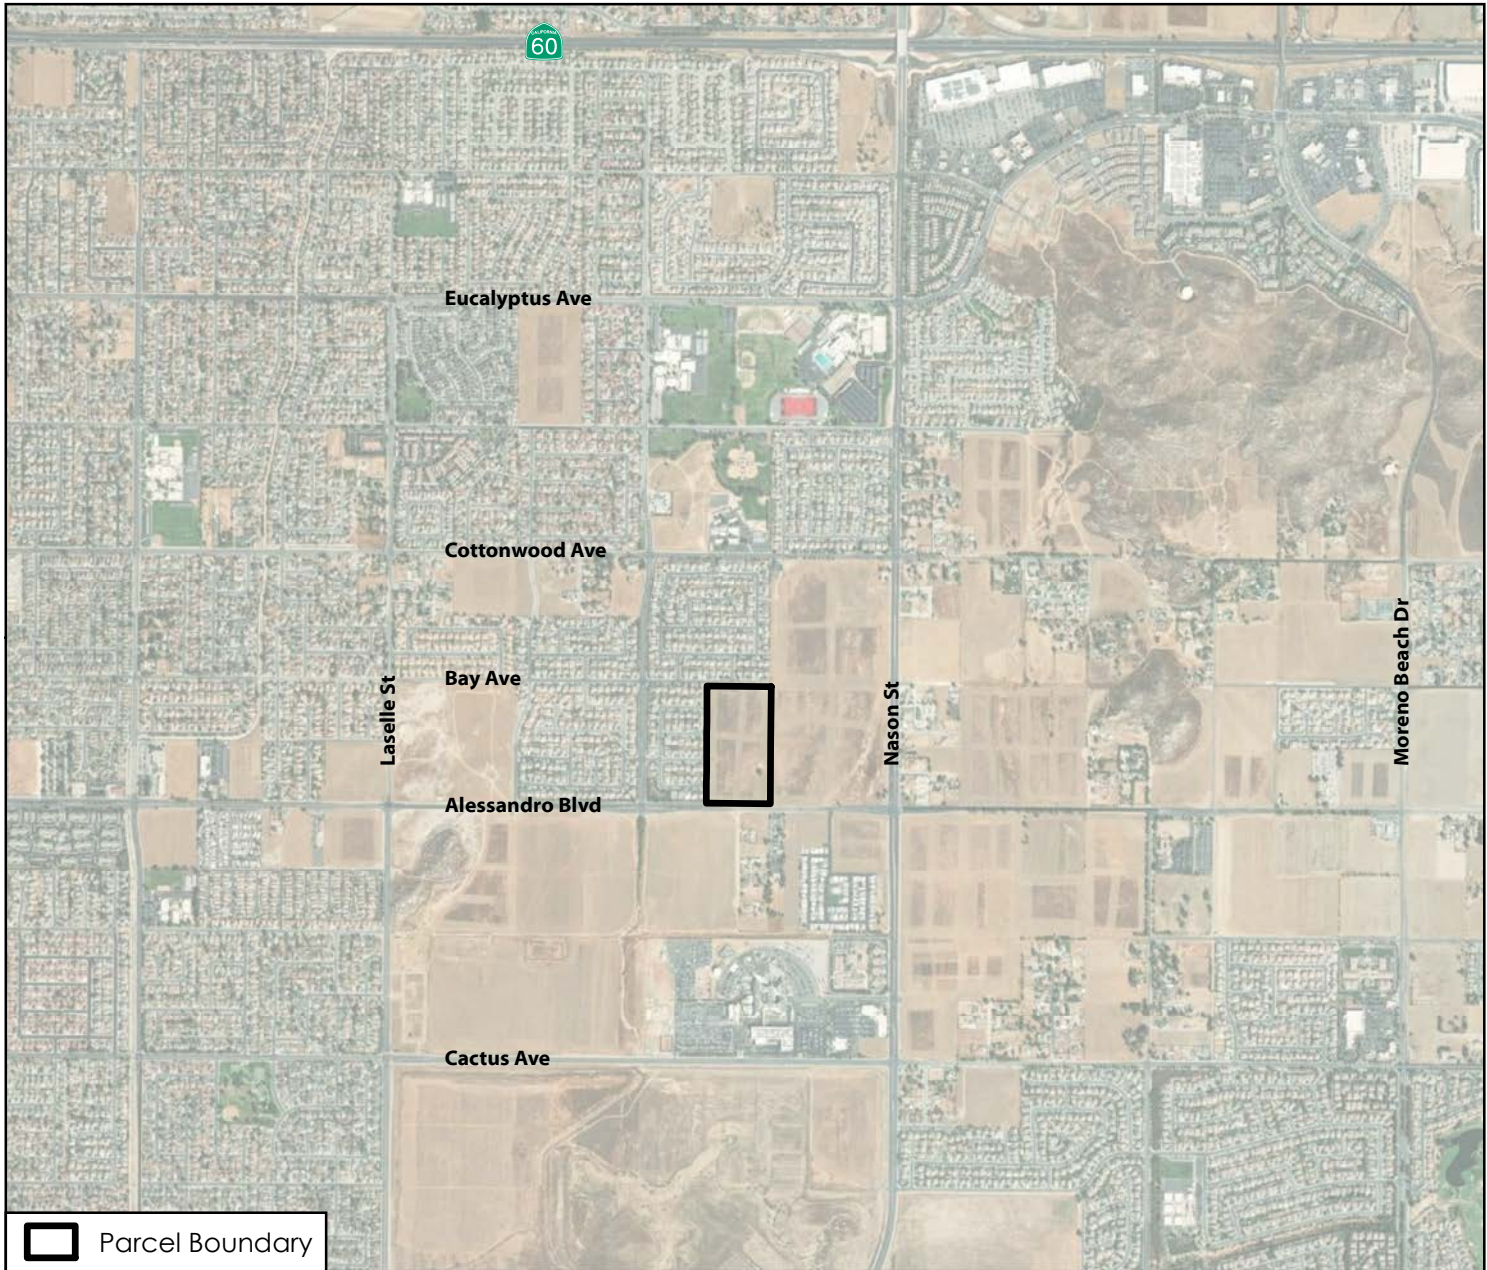 CALIFORNIA
60
Eucalyptus Ave
Cottonwood Ave
Bay Ave
Laselle St
Nason St
Moreno Beach Dr
Alessandro Blvd
Cactus Ave
Parcel Boundary